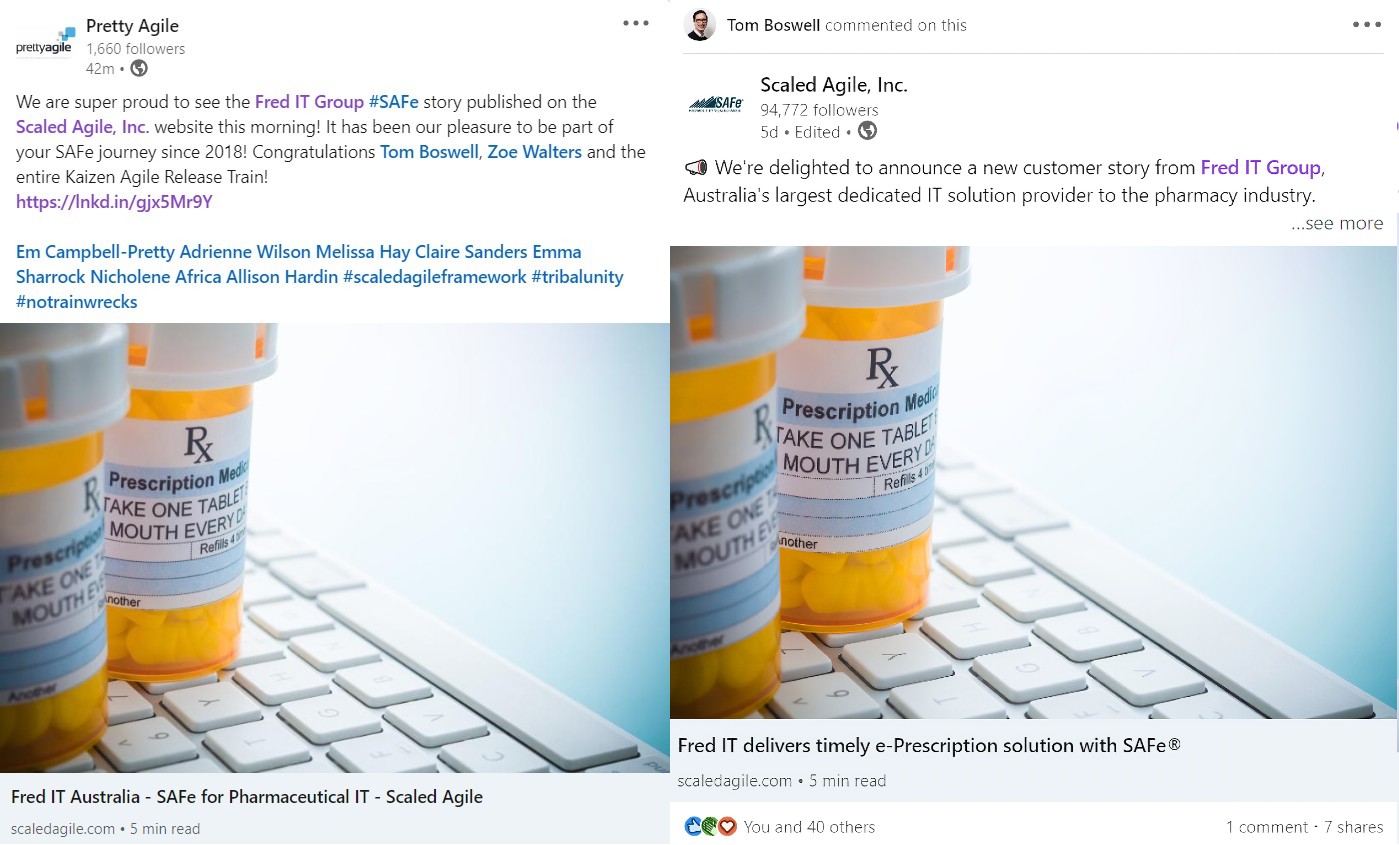 Pretty Agile
prettyagile
1,660 followers
42m •
We are super proud to see the Fred IT Group #SAFe story published on the
Scaled Agile, Inc. website this morning! It has been our pleasure to be part of
your SAFe journey since 2018! Congratulations Tom Boswell, Zoe Walters and the
entire Kaizen Agile Release Train!
https://lnkd.in/gjx5Mr9Y
Em Campbell-Pretty Adrienne Wilson Melissa Hay Claire Sanders Emma
Sharrock Nicholene Africa Allison Hardin #scaledagileframework #tribalunity
#notrainwrecks
Rx
Prescription Medic
TAKE ONE TABLET
MOUTH EVERY DA
Refills 4 tim
Another
Rx
Prescription
TAKE ONE T
MOUTH EVE
Another
Y
H
B
G
V
6
T
F
C
Fred IT Australia - SAFe for Pharmaceutical IT - Scaled Agile
scaledagile.com • 5 min read
Tom Boswell commented on this
Scaled Agile, Inc.
SAFe
94,772 followers
5d • Edited •
We're delighted to announce a new customer story from Fred IT Group,
Australia's largest dedicated IT solution provider to the pharmacy industry.
...see more
Rx
Prescription Medic
TAKE ONE TABLET
MOUTH EVERY DA
Refills 4 tim
Another
Rx
Prescription
TAKE ONE
MOUTH EVE
Another
Y
H
B
G
V
6
T
F
C
Fred IT delivers timely e-Prescription solution with SAFe®
scaledagile.com • 5 min read
You and 40 others
1 comment · 7 shares